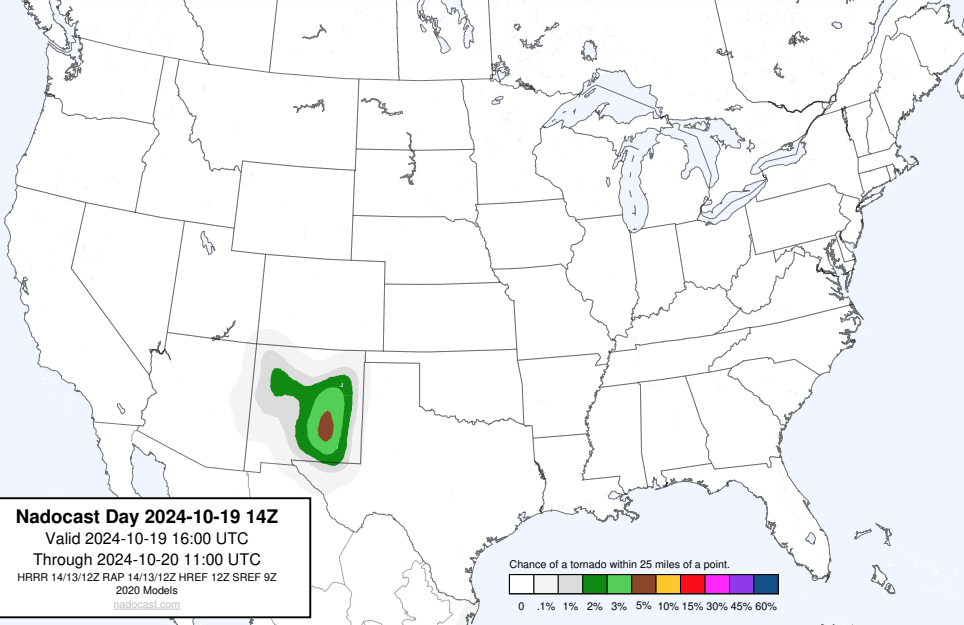 Nadocast Day 2024-10-19 14Z
Valid 2024-10-19 16:00 UTC
Through 2024-10-20 11:00 UTC
HRRR 14/13/12Z RAP 14/13/12Z HREF 12Z SREF 9Z
2020 Models
nadocast.com
Chance of a tornado within 25 miles of a point.
0 .1% 1% 2% 3% 5% 10% 15% 30% 45% 60%